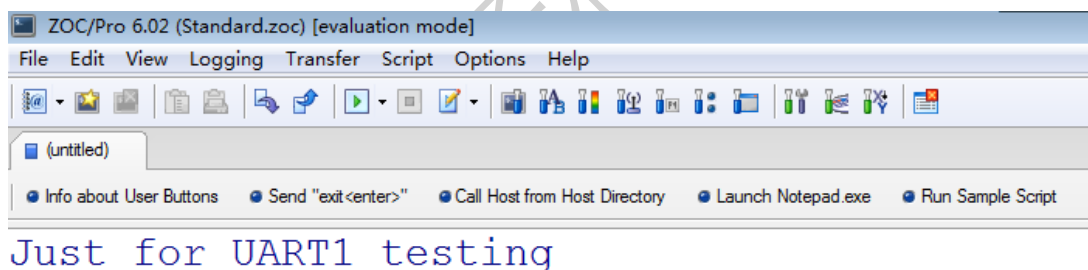 ZOC/Pro 6.02 (Standard.zoc) [evaluation mode]
File Edit View Logging Transfer Script Options Help
(untitled)
Info about User Buttons Send "exit<enter>" Call Host from Host Directory Launch Notepad.exe Run Sample Script
Just for UART1 testing